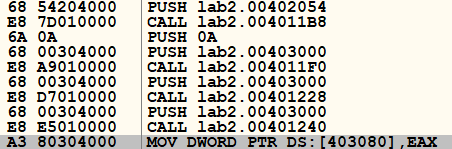 68 54204000 PUSH lab2.00402054
E8 7D010000 CALL lab2.004011B8
6A 0A PUSH 0A
68 00304000 PUSH lab2.00403000
E8 A9010000 CALL lab2.004011F0
68 00304000 PUSH lab2.00403000
E8 D7010000 CALL lab2.00401228
68 00304000 PUSH lab2.00403000
E8 E5010000 CALL lab2.00401240
A3 80304000 MOV DWORD PTR DS:[403080],EAX